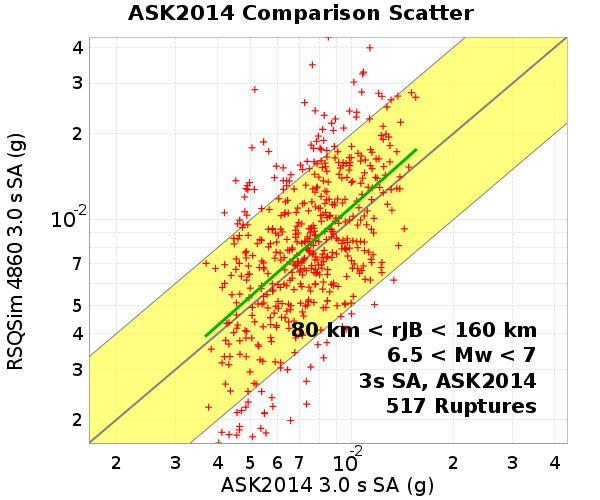 ASK2014 Comparison Scatter
RSQSim 4860 3.0 s SA (g)
4
3
2
10-2
7
5
4
3
2
80 km < rJB < 160 km
6.5 < Mw < 7
3s SA, ASK2014
517 Ruptures
2 3 4 5 6 7 10-2 2 3 4
ASK2014 3.0 s SA (g)